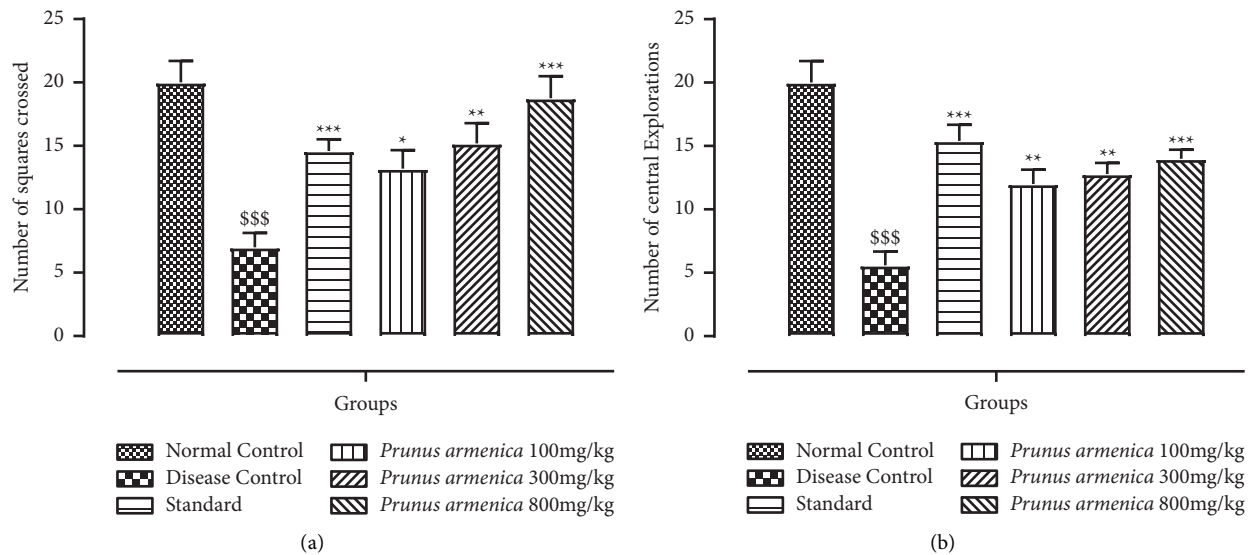 25
20
15
10
5
0
Number of squares crossed
$$$
***
*
**
***
Groups
Normal Control
Disease Control
Standard
Prunus armenica 100mg/kg
Prunus armenica 300mg/kg
Prunus armenica 800mg/kg
(a)
25
20
15
10
5
0
Number of central Explorations
$$$
***
**
**
***
Groups
Normal Control
Disease Control
Standard
Prunus armenica 100mg/kg
Prunus armenica 300mg/kg
Prunus armenica 800mg/kg
(b)